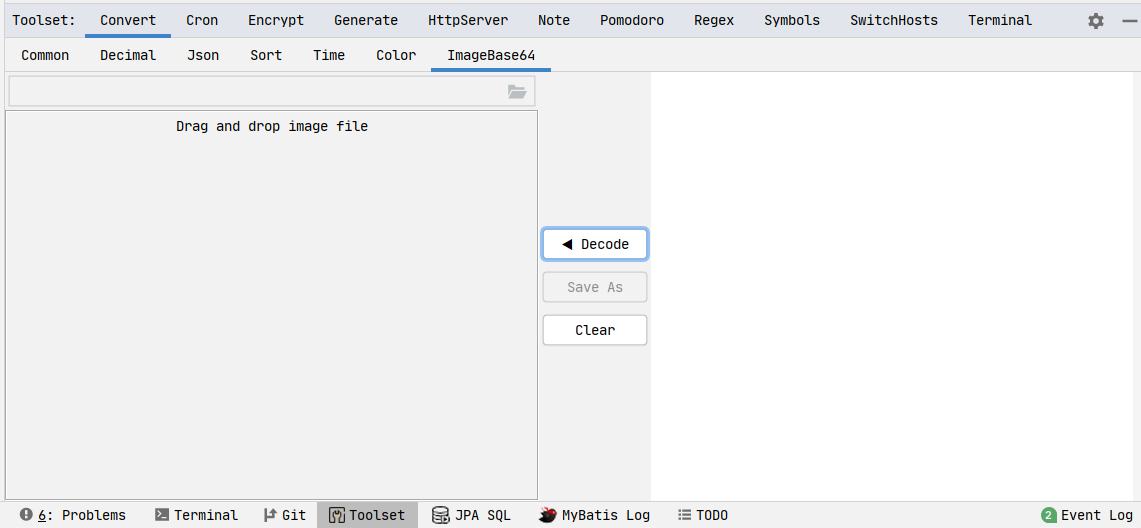 Toolset: Convert Cron Encrypt Generate HttpServer Note Pomodoro Regex Symbols SwitchHosts Terminal
Common Decimal Json Sort Time Color ImageBase64
Drag and drop image file
Decode
Save As
Clear
6: Problems Terminal Git Toolset JPA SQL MyBatis Log TODO 2 Event Log